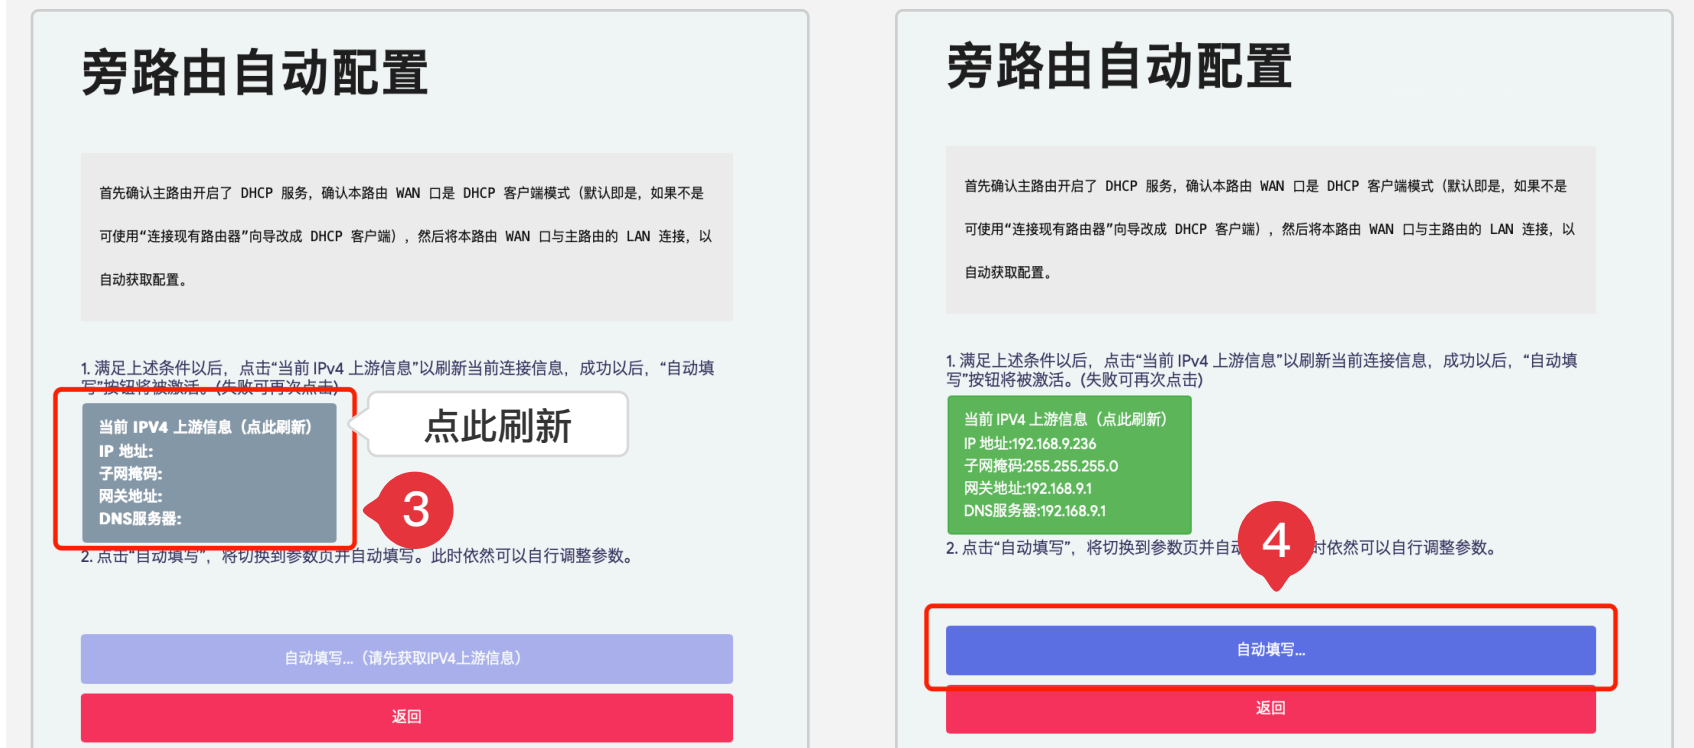 旁路由自动配置
首先确认主路由开启了 DHCP 服务，确认本路由 WAN 口是 DHCP 客户端模式（默认即是，如果不是
可使用“连接现有路由器”向导改成 DHCP 客户端），然后将本路由 WAN 口与主路由的 LAN 连接，以
自动获取配置。
1. 满足上述条件以后，点击“当前 IPv4 上游信息”以刷新当前连接信息，成功以后，“自动填
写”按钮将被激活。(失败可再次点击)
当前 IPV4 上游信息（点此刷新）
IP 地址:
子网掩码:
网关地址:
DNS服务器:
点此刷新
3
2. 点击“自动填写”，将切换到参数页并自动填写。此时依然可以自行调整参数。
自动填写...（请先获取IPV4上游信息）
返回
旁路由自动配置
首先确认主路由开启了 DHCP 服务，确认本路由 WAN 口是 DHCP 客户端模式（默认即是，如果不是
可使用“连接现有路由器”向导改成 DHCP 客户端），然后将本路由 WAN 口与主路由的 LAN 连接，以
自动获取配置。
1. 满足上述条件以后，点击“当前 IPv4 上游信息”以刷新当前连接信息，成功以后，“自动填
写”按钮将被激活。(失败可再次点击)
当前 IPV4 上游信息（点此刷新）
IP 地址:192.168.9.236
子网掩码:255.255.255.0
网关地址:192.168.9.1
DNS服务器:192.168.9.1
4
2. 点击“自动填写”，将切换到参数页并自 时依然可以自行调整参数。
自动填写...
返回